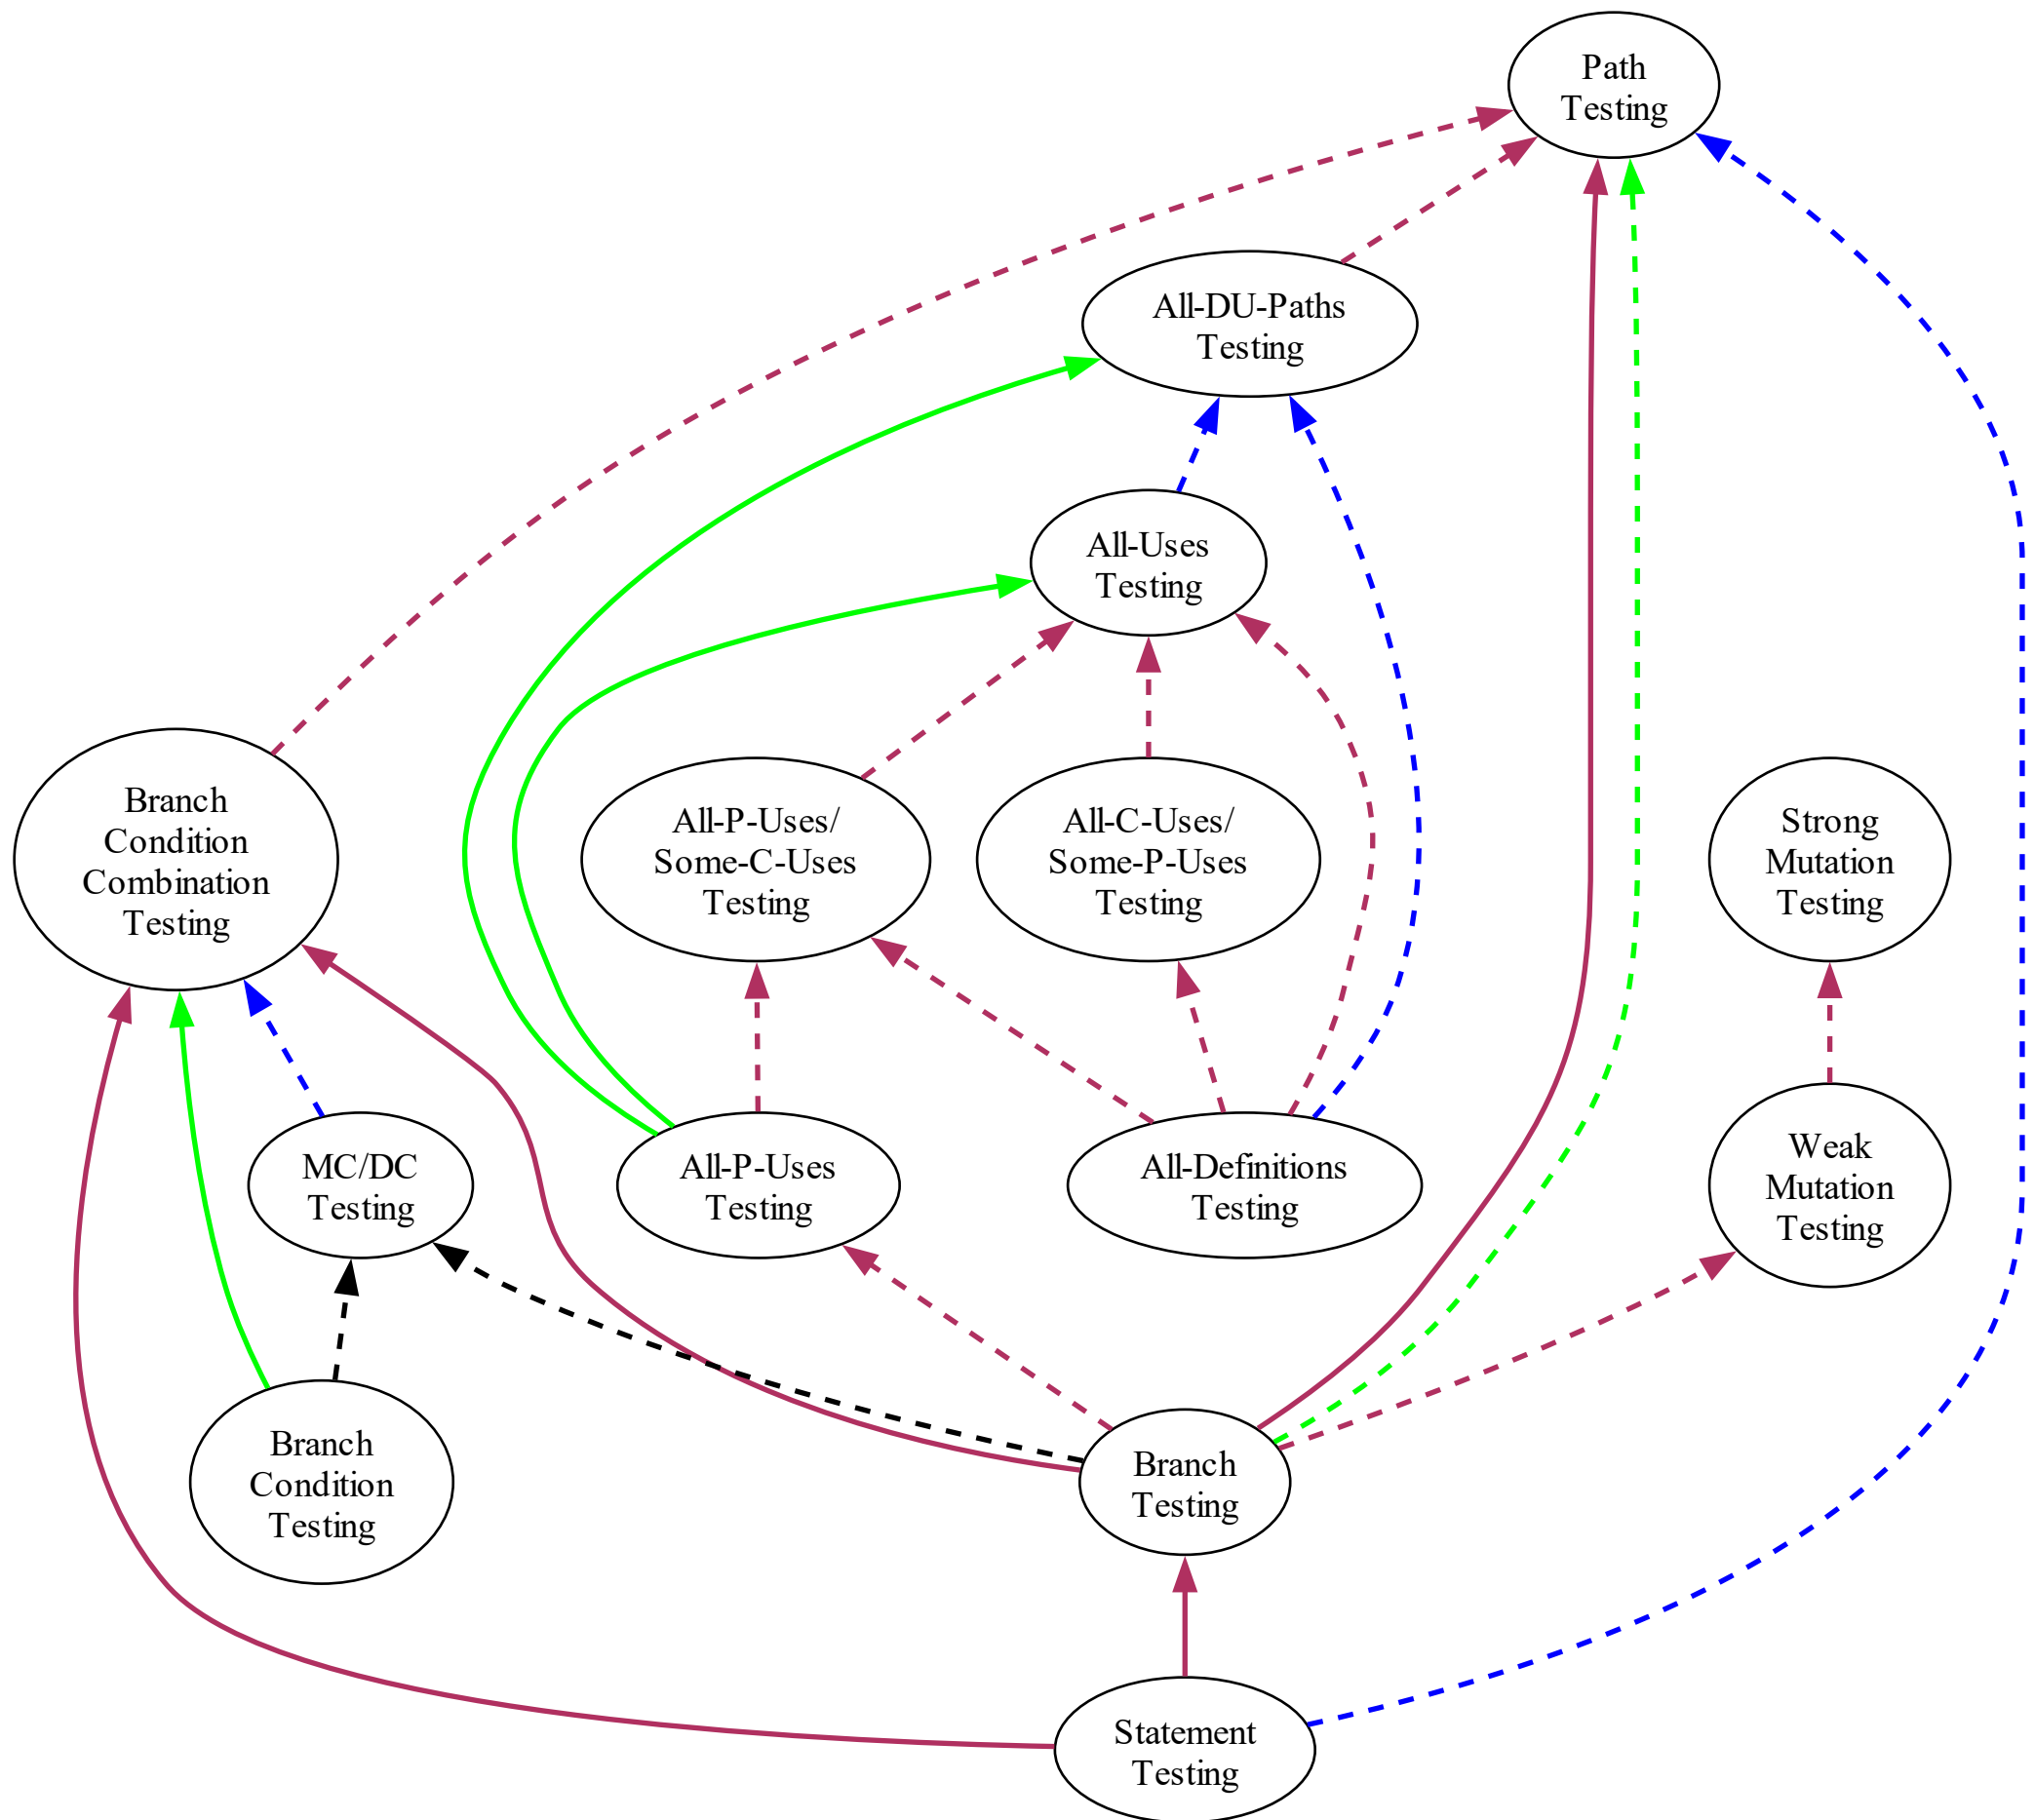 Path
Testing
All-DU-Paths
Testing
All-Uses
Testing
Branch
Condition
Combination
Testing
All-P-Uses/
Some-C-Uses
Testing
All-C-Uses/
Some-P-Uses
Testing
Strong
Mutation
Testing
MC/DC
Testing
All-P-Uses
Testing
All-Definitions
Testing
Weak
Mutation
Testing
Branch
Condition
Testing
Branch
Testing
Statement
Testing